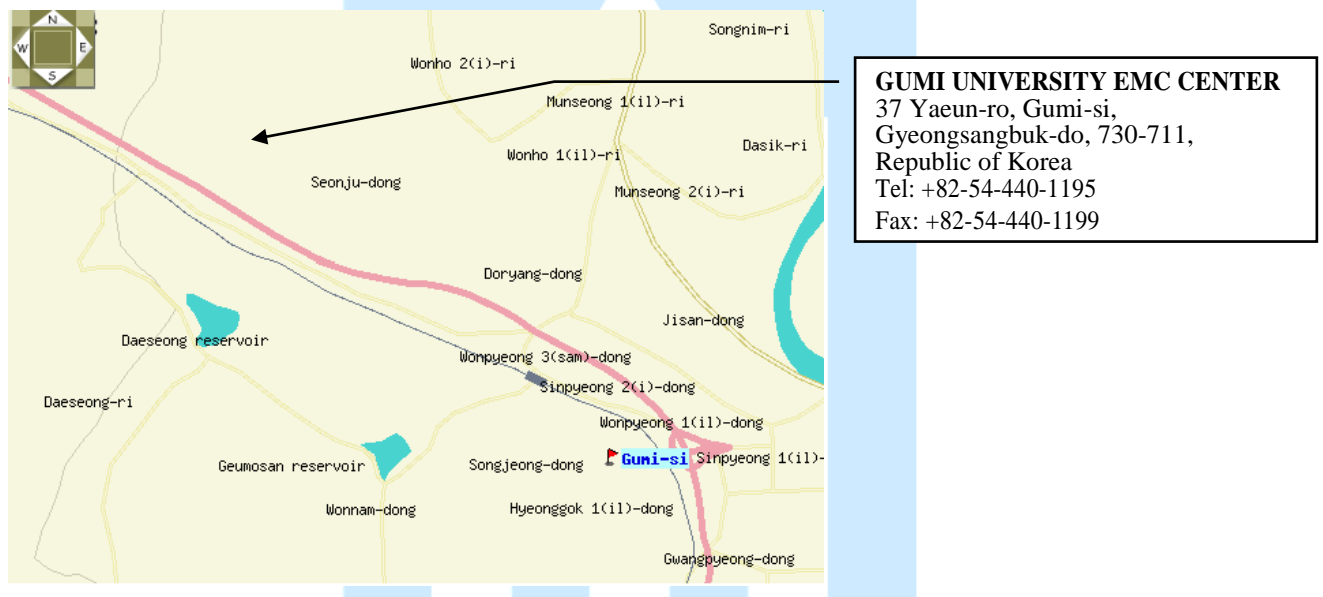 N
W E
S
Songnim-ri
Wonho 2(i)-ri
Munseong 1(il)-ri
Dasik-ri
Wonho 1(il)-ri
Seonju-dong
Munseong 2(i)-ri
Doryang-dong
Jisan-dong
Daeseong reservoir
Wonpyeong 3(sam)-dong
Sinpyeong 2(i)-dong
Daeseong-ri
Wonpyeong 1(il)-dong
Gumi-si
Sinpyeong 1(il)-
Geumosan reservoir
Songjeong-dong
Wonnam-dong
Hyeonggok 1(il)-dong
Gwangpyeong-dong
GUMI UNIVERSITY EMC CENTER
37 Yaeun-ro, Gumi-si,
Gyeongsangbuk-do, 730-711,
Republic of Korea
Tel: +82-54-440-1195
Fax: +82-54-440-1199